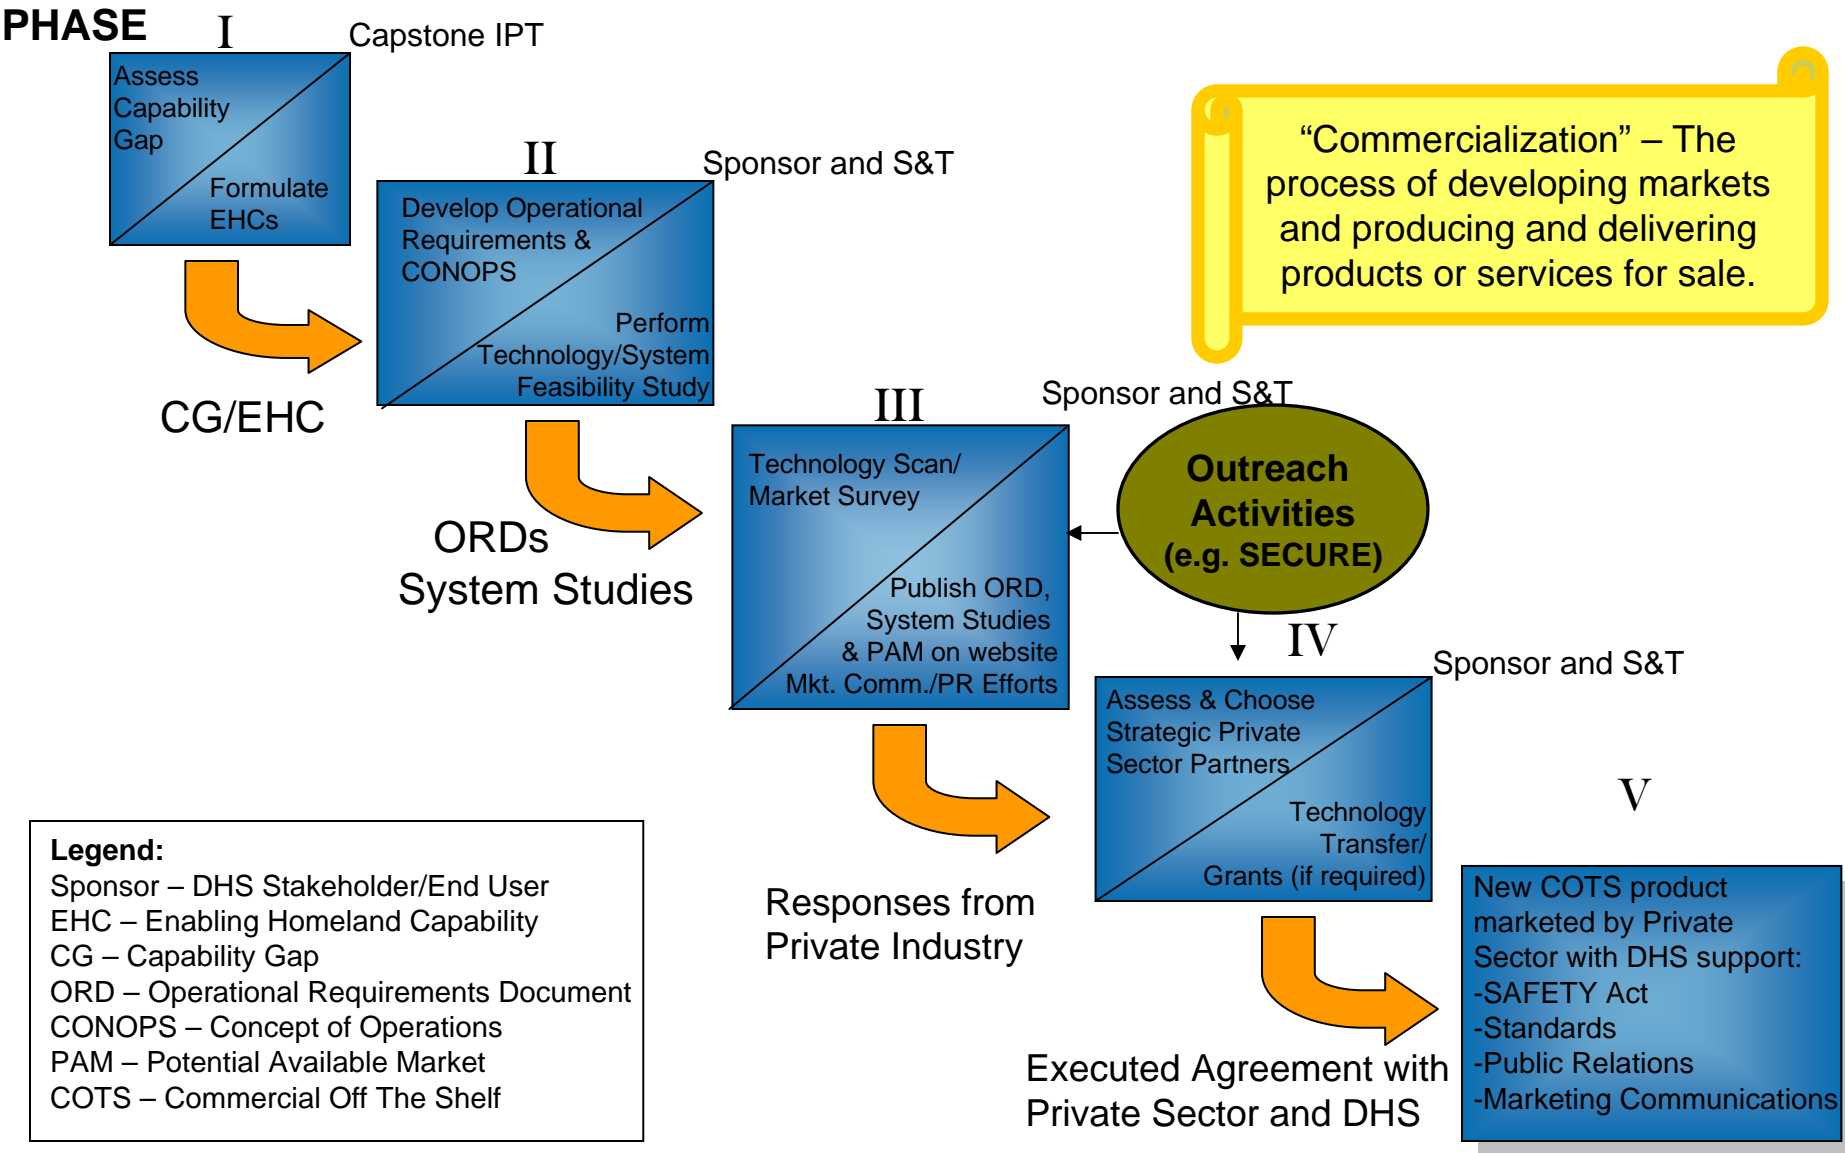 PHASE
I
Capstone IPT
Assess
Capability
Gap
Formulate
EHCs
CG/EHC
II
Sponsor and S&T
Develop Operational
Requirements &
CONOPS
Perform
Technology/System
Feasibility Study
ORDs
System Studies
“Commercialization” – The
process of developing markets
and producing and delivering
products or services for sale.
III
Sponsor and S&T
Technology Scan/
Market Survey
Publish ORD,
System Studies
& PAM on website
Mkt. Comm./PR Efforts
Outreach
Activities
(e.g. SECURE)
Responses from
Private Industry
IV
Sponsor and S&T
Assess & Choose
Strategic Private
Sector Partners
Technology
Transfer/
Grants (if required)
Executed Agreement with
Private Sector and DHS
V
New COTS product
marketed by Private
Sector with DHS support:
-SAFETY Act
-Standards
-Public Relations
-Marketing Communications
Legend:
Sponsor – DHS Stakeholder/End User
EHC – Enabling Homeland Capability
CG – Capability Gap
ORD – Operational Requirements Document
CONOPS – Concept of Operations
PAM – Potential Available Market
COTS – Commercial Off The Shelf